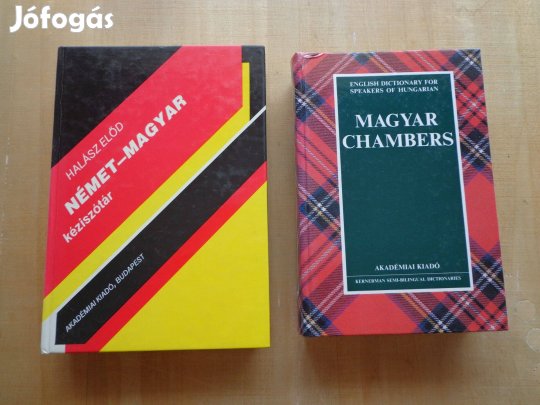 Jófogás
HALÁSZ ELŐD
NÉMET–MAGYAR
kéziszótár
AKADÉMIAI KIADÓ, BUDAPEST
ENGLISH DICTIONARY FOR
SPEAKERS OF HUNGARIAN
MAGYAR
CHAMBERS
AKADÉMIAI KIADÓ
KERNERMAN SEMI-BILINGUAL DICTIONARIES